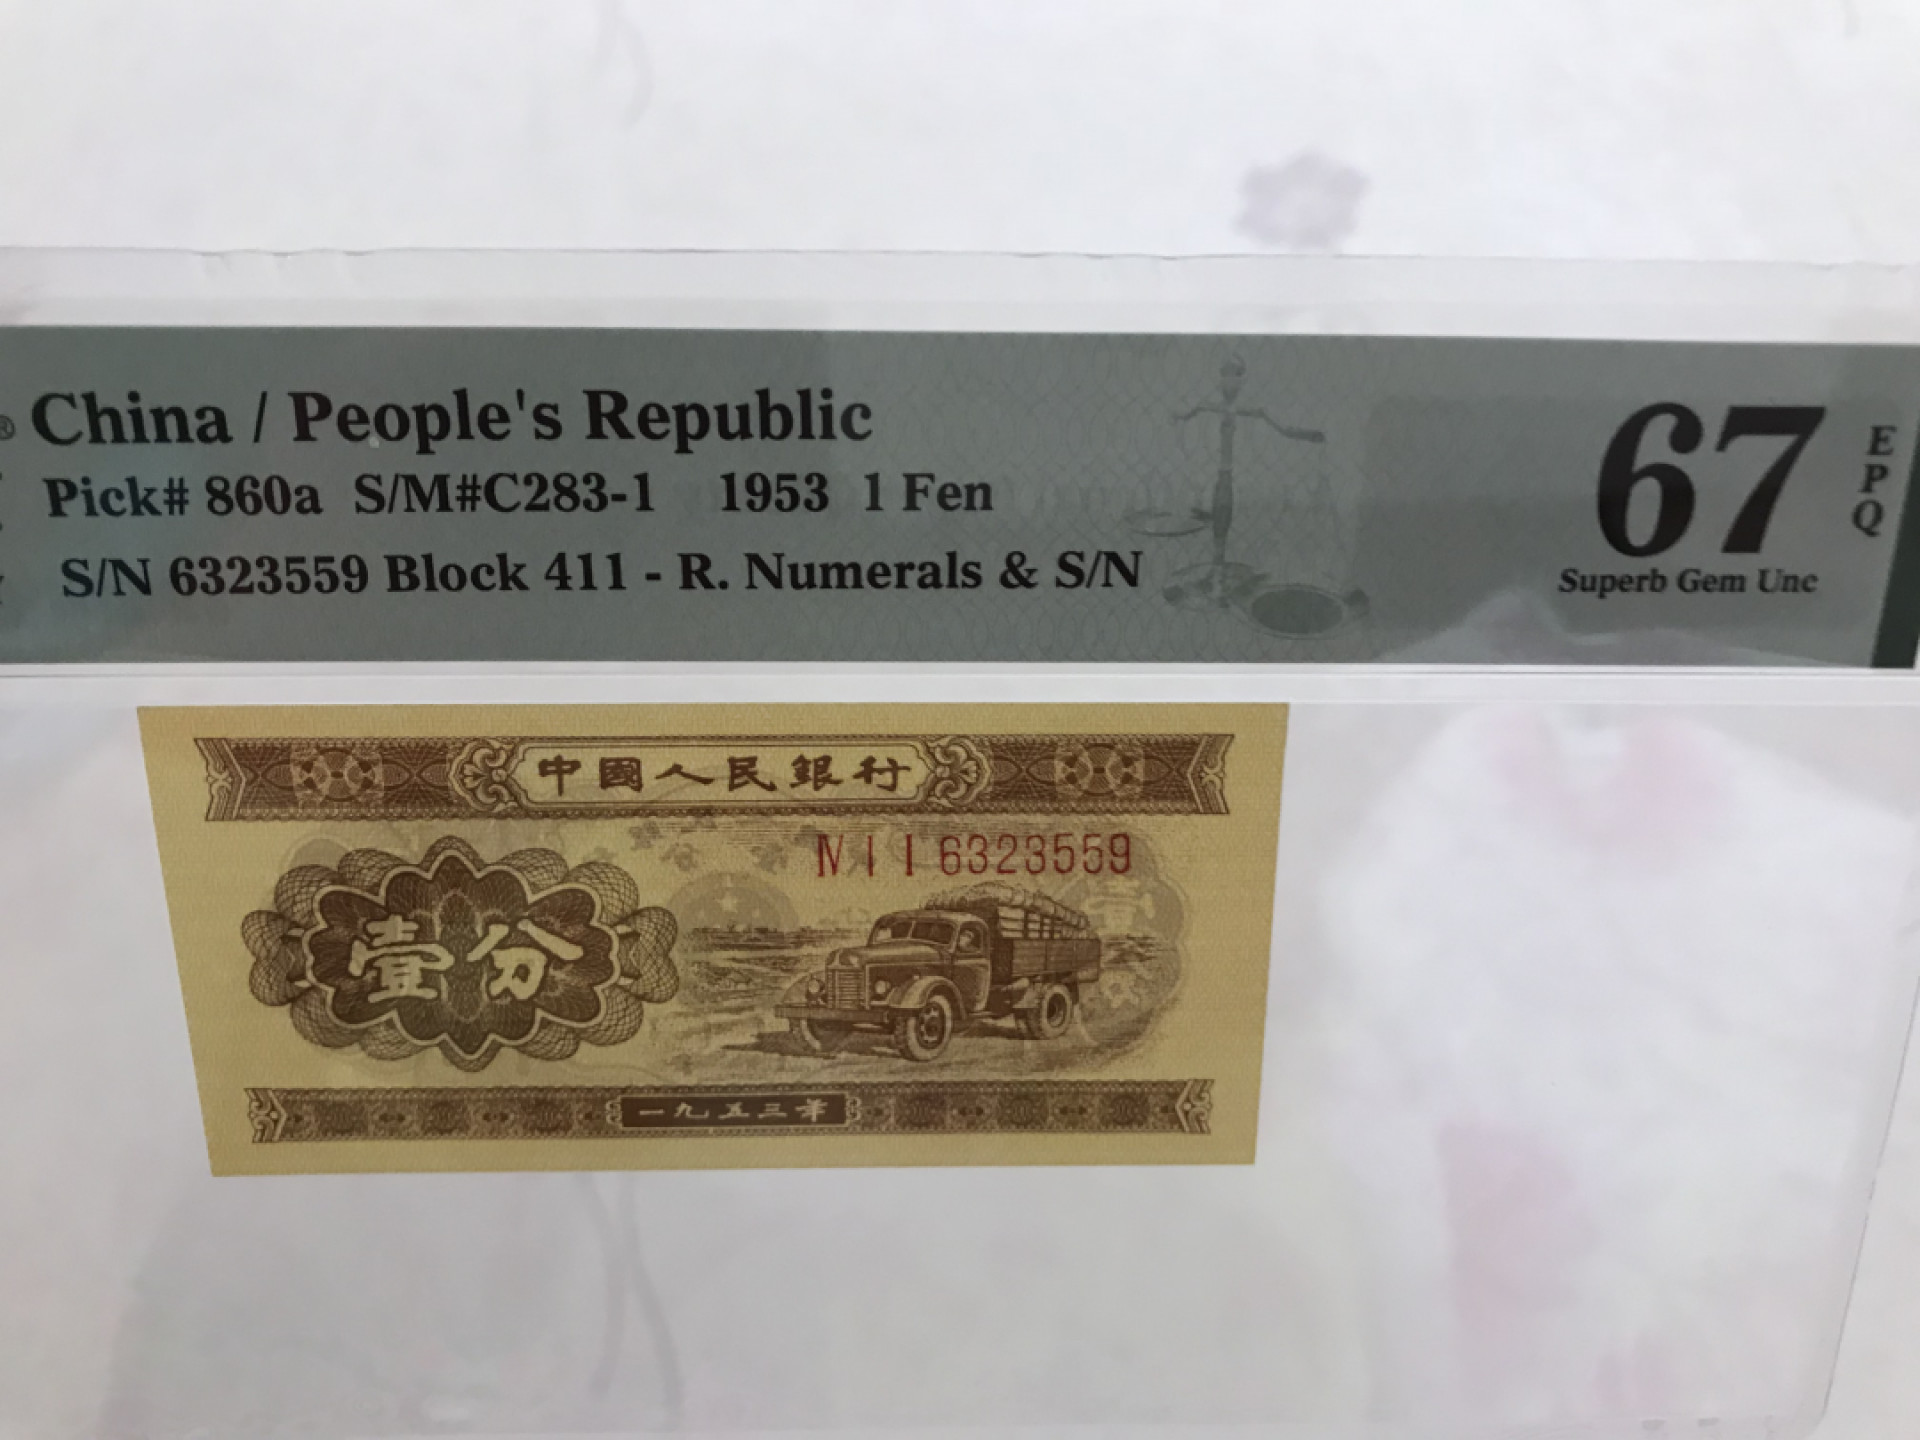 ® China / People's Republic
Pick# 860a S/M#C283-1 1953 1 Fen
S/N 6323559 Block 411 - R. Numerals & S/N
67
EPQ
Superb Gem Unc
中國人民銀行
IV I I 6323559
壹分
一九五三年